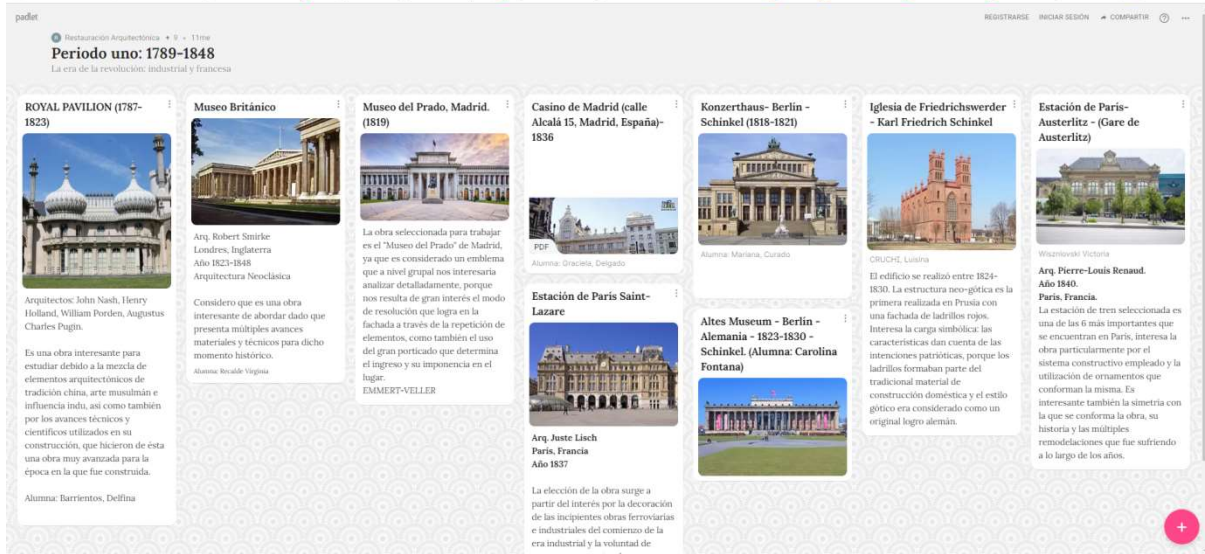 padlet
REGISTRARSE
INICIAR SESIÓN
COMPARTIR
Restauración Arquitectónica • 9 • 11me
Periodo uno: 1789-1848
La era de la revolución: industrial y francesa
ROYAL PAVILION (1787-
1823)
Arquitectos: John Nash, Henry
Holland, William Porden, Augustus
Charles Pugin.
Es una obra interesante para
estudiar debido a la mezcla de
elementos arquitectónicos de
tradición china, arte musulmán e
influencia indu, así como también
por los avances técnicos y
científicos utilizados en su
construcción, que hicieron de ésta
una obra muy avanzada para la
época en la que fue construida.
Alumna: Barrientos, Delfina
Museo Británico
Arq. Robert Smirke
Londres, Inglaterra
Año 1823-1848
Arquitectura Neoclásica
Considero que es una obra
interesante de abordar dado que
presenta múltiples avances
materiales y técnicos para dicho
momento histórico.
Alumna: Recalde Virginia
Museo del Prado, Madrid.
(1819)
La obra seleccionada para trabajar
es el "Museo del Prado" de Madrid,
ya que es considerado un emblema
que a nivel grupal nos interesaría
analizar detalladamente, porque
nos resulta de gran interés el modo
de resolución que logra en la
fachada a través de la repetición de
elementos, como también el uso
del gran porticado que determina
el ingreso y su imponencia en el
lugar.
EMMERT-VELLER
Casino de Madrid (calle
Alcalá 15, Madrid, España)-
1836
PDF
Alumna: Graciela, Delgado
Estación de París Saint-
Lazare
Arq. Juste Lisch
París, Francia
Año 1837
La elección de la obra surge a
partir del interés por la decoración
de las incipientes obras ferroviarias
e industriales del comienzo de la
era industrial y la voluntad de
Konzerthaus- Berlín -
Schinkel (1818-1821)
Alumna: Mariana, Curado
Altes Museum - Berlín -
Alemania - 1823-1830 -
Schinkel. (Alumna: Carolina
Fontana)
Iglesia de Friedrichswerder
- Karl Friedrich Schinkel
CRUCHI, Luisina
El edificio se realizó entre 1824-
1830. La estructura neo-gótica es la
primera realizada en Prusia con
una fachada de ladrillos rojos.
Interesa la carga simbólica: las
características dan cuenta de las
intenciones patrióticas, porque los
ladrillos formaban parte del
tradicional material de
construcción doméstica y el estilo
gótico era considerado como un
original logro alemán.
Estación de París-
Austerlitz - (Gare de
Austerlitz)
Wiszniovski Victoria
Arq. Pierre-Louis Renaud.
Año 1840.
París, Francia.
La estación de tren seleccionada es
una de las 6 más importantes que
se encuentran en París, interesa la
obra particularmente por el
sistema constructivo empleado y la
utilización de ornamentos que
conforman la misma. Es
interesante también la simetría con
la que se conforma la obra, su
historia y las múltiples
remodelaciones que fue sufriendo
a lo largo de los años.